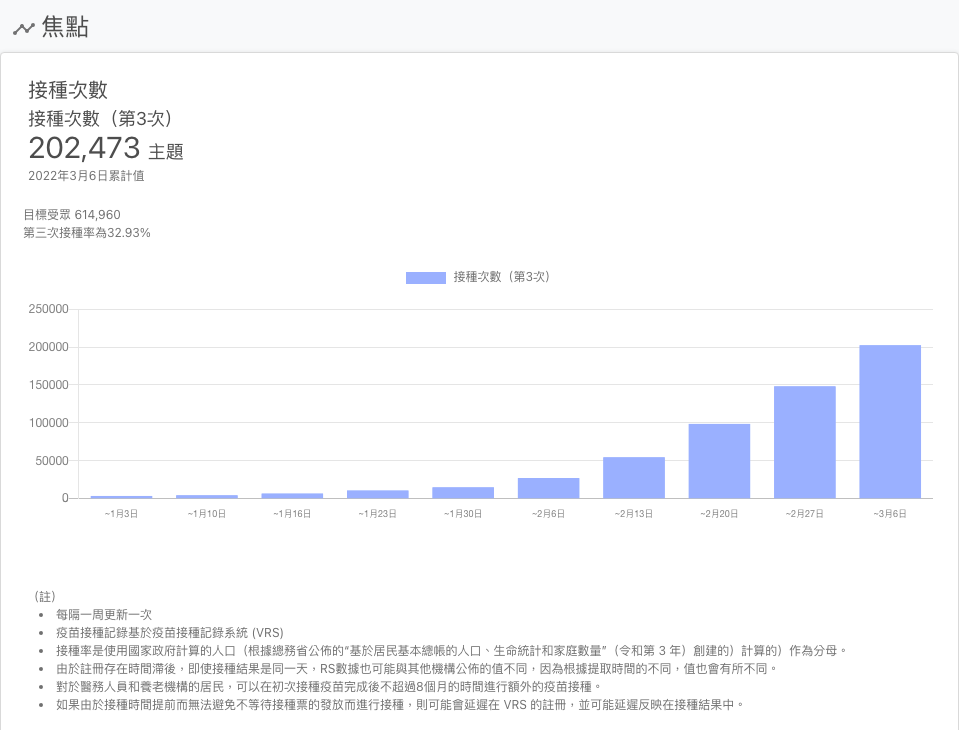 焦點
接種次數
接種次數（第3次）
202,473 主題
2022年3月6日累計值
目標受眾 614,960
第三次接種率為32.93%
接種次數（第3次）
250000
200000
150000
100000
50000
0
~1月3日 ~1月10日 ~1月16日 ~1月23日 ~1月30日 ~2月6日 ~2月13日 ~2月20日 ~2月27日 ~3月6日
（註）
• 每隔一周更新一次
• 疫苗接種記錄基於疫苗接種記錄系統 (VRS)
• 接種率是使用國家政府計算的人口（根據總務省公佈的“基於居民基本總帳的人口、生命統計和家庭數量”（令和第 3 年）創建的）計算的）作為分母。
• 由於註冊存在時間滯後，即使接種結果是同一天，RS數據也可能與其他機構公佈的值不同，因為根據提取時間的不同，值也會有所不同。
• 對於醫務人員和養老機構的居民，可以在初次接種疫苗完成後不超過8個月的時間進行額外的疫苗接種。
• 如果由於接種時間提前而無法避免不等待接種票的發放而進行接種，則可能會延遲在 VRS 的註冊，並可能延遲反映在接種結果中。